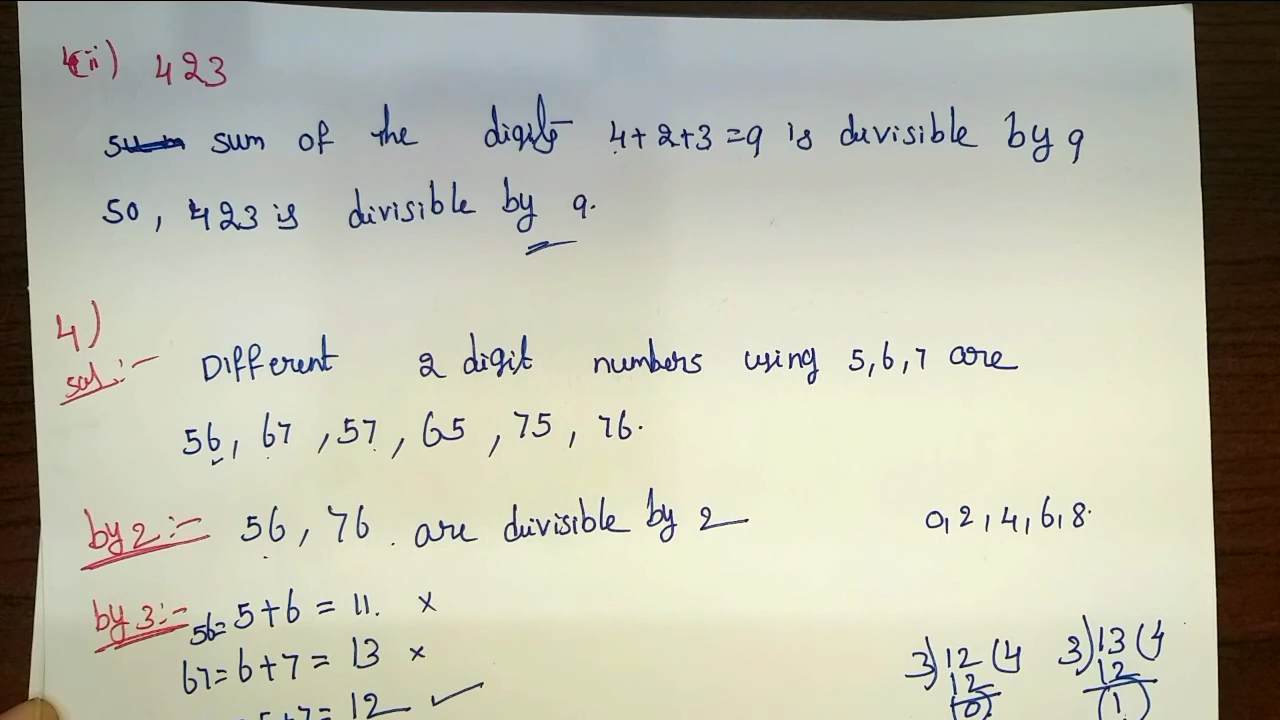 ii) 423
sum of the digits 4+2+3=9 is divisible by 9
So, 423 is divisible by 9.
4)
sol:- Different 2 digit numbers using 5,6,7 are
56, 67, 57, 65, 75, 76.
by 2:- 56, 76. are divisible by 2
0,2,4,6,8.
by 3:- 56= 5+6 = 11. ×
67= 6+7 = 13 ×
5+7= 12 ✓
3)12(4
12
(0)
3)13(4
12
(1)